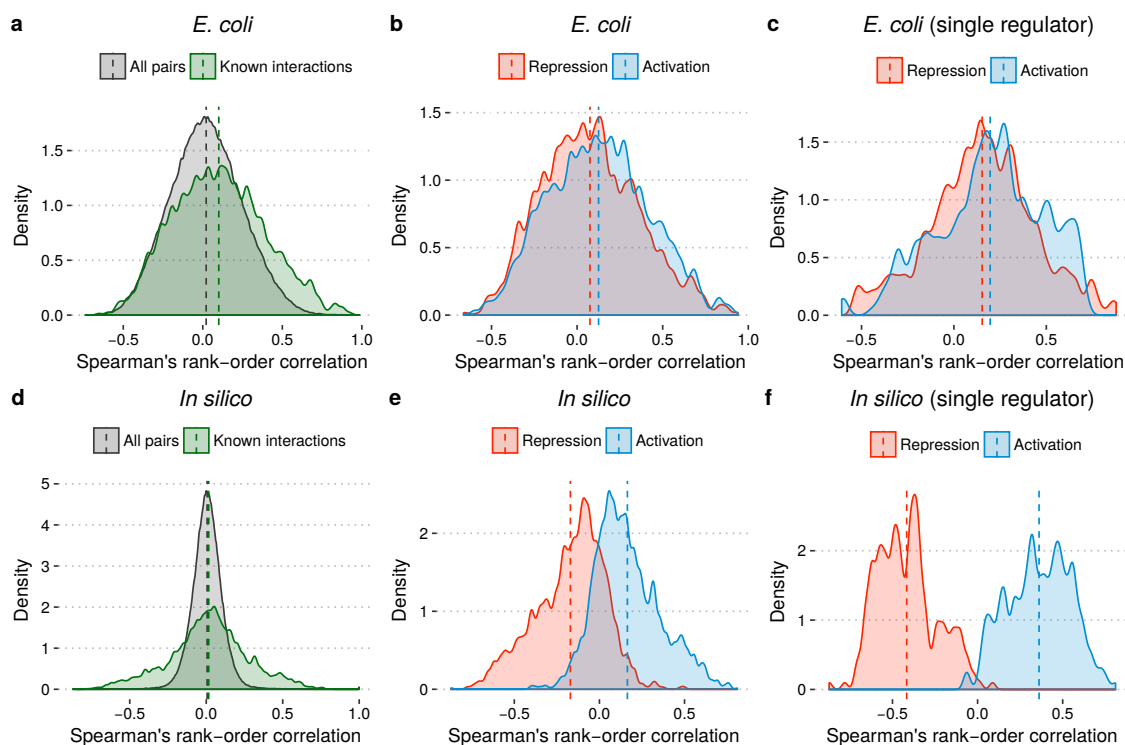 a
E. coli
All pairs
Known interactions
Density
1.5
1.0
0.5
0.0
−0.5
0.0
0.5
1.0
Spearman's rank−order correlation
b
E. coli
Repression
Activation
Density
1.5
1.0
0.5
0.0
−0.5
0.0
0.5
1.0
Spearman's rank−order correlation
c
E. coli (single regulator)
Repression
Activation
Density
1.5
1.0
0.5
0.0
−0.5
0.0
0.5
Spearman's rank−order correlation
d
In silico
All pairs
Known interactions
Density
5
4
3
2
1
0
−0.5
0.0
0.5
1.0
Spearman's rank−order correlation
e
In silico
Repression
Activation
Density
2
1
0
−0.5
0.0
0.5
Spearman's rank−order correlation
f
In silico (single regulator)
Repression
Activation
Density
2
1
0
−0.5
0.0
0.5
Spearman's rank−order correlation